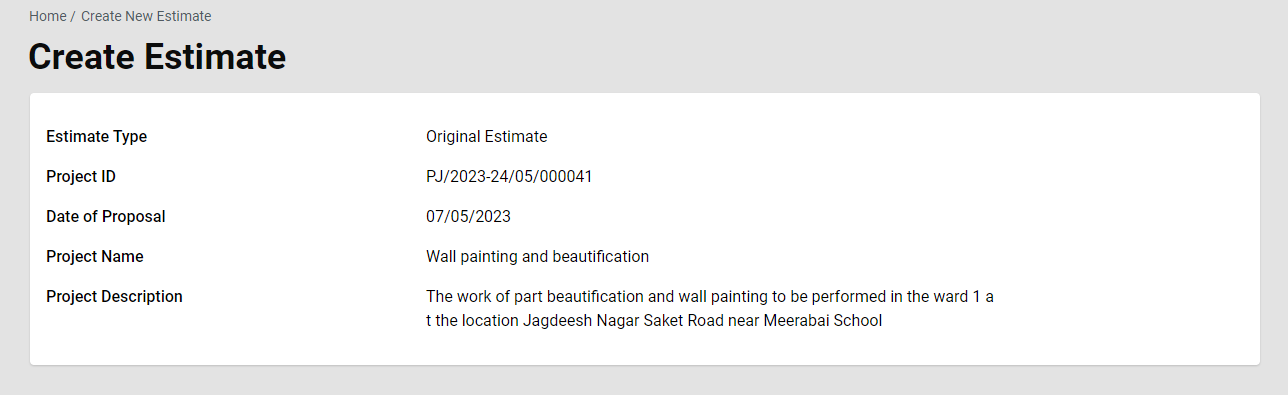 Home / Create New Estimate
Create Estimate
Estimate Type Original Estimate
Project ID PJ/2023-24/05/000041
Date of Proposal 07/05/2023
Project Name Wall painting and beautification
Project Description The work of part beautification and wall painting to be performed in the ward 1 a
t the location Jagdeesh Nagar Saket Road near Meerabai School